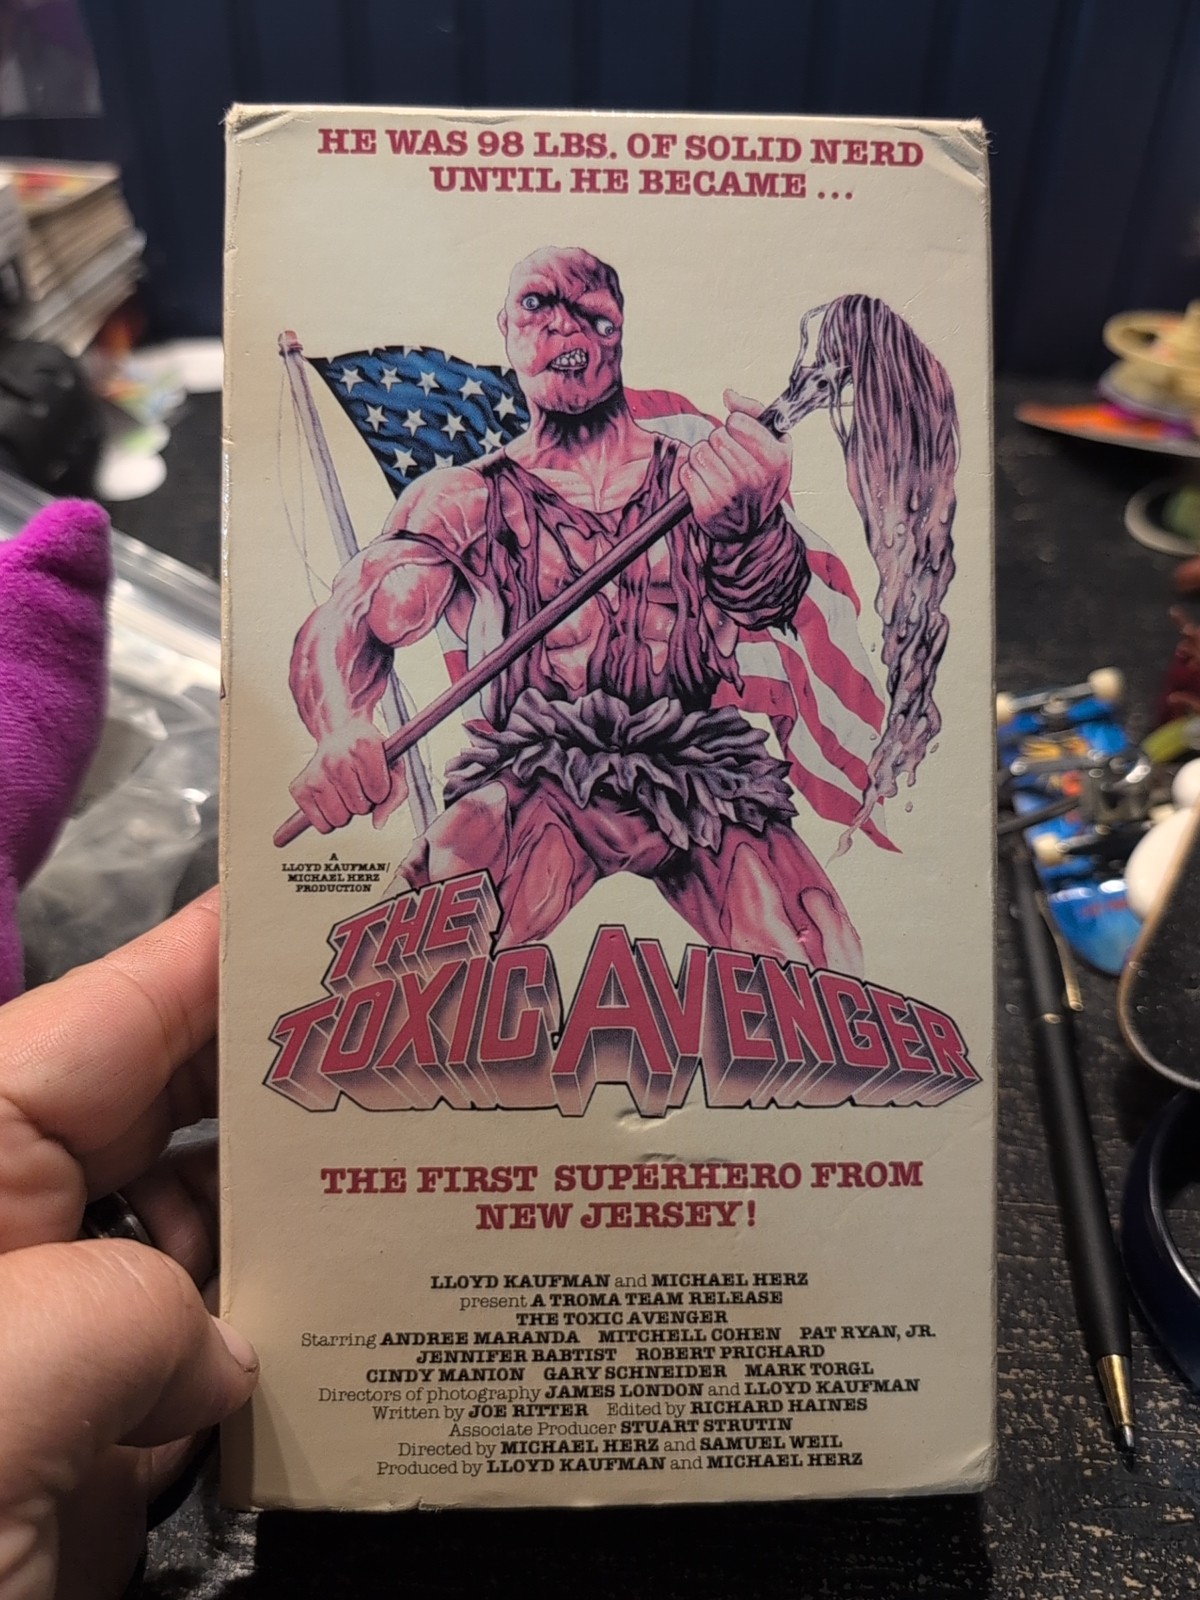 HE WAS 98 LBS. OF SOLID NERD
UNTIL HE BECAME ...
A
LLOYD KAUFMAN/
MICHAEL HERZ
PRODUCTION
THE
TOXIC AVENGER
THE FIRST SUPERHERO FROM
NEW JERSEY!
LLOYD KAUFMAN and MICHAEL HERZ
present A TROMA TEAM RELEASE
THE TOXIC AVENGER
Starring ANDREE MARANDA MITCHELL COHEN PAT RYAN, JR.
JENNIFER BABTIST ROBERT PRICHARD
CINDY MANION GARY SCHNEIDER MARK TORGL
Directors of photography JAMES LONDON and LLOYD KAUFMAN
Written by JOE RITTER Edited by RICHARD HAINES
Associate Producer STUART STRUTIN
Directed by MICHAEL HERZ and SAMUEL WEIL
Produced by LLOYD KAUFMAN and MICHAEL HERZ